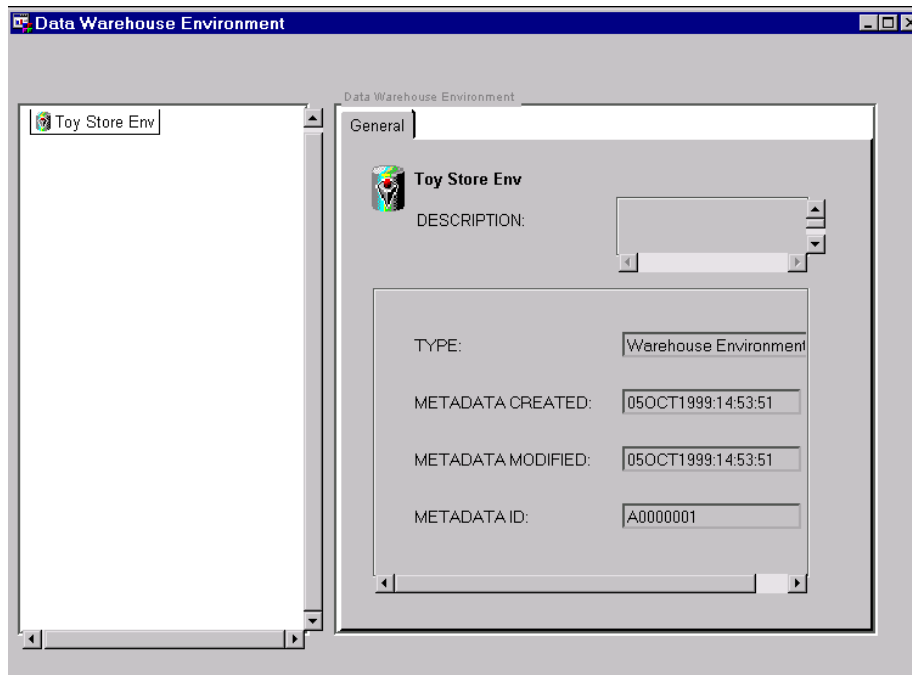 Data Warehouse Environment
Toy Store Env
Data Warehouse Environment
General
Toy Store Env
DESCRIPTION:
TYPE: Warehouse Environment
METADATA CREATED: 05OCT1999:14:53:51
METADATA MODIFIED: 05OCT1999:14:53:51
METADATA ID: A0000001